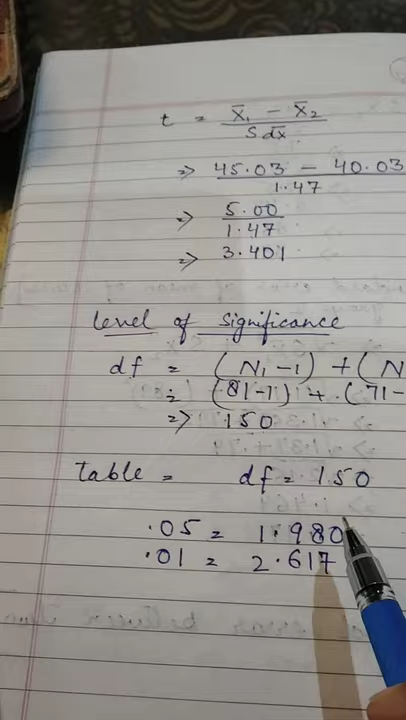 t = X̄₁ - X̄₂
Sdx̄
=> 45.03 - 40.03
1.47
=> 5.00
1.47
=> 3.401
Level of significance
df = (N₁-1) + (N
= (81-1) + (71-
=> 150
Table = df = 150
.05 = 1.980
.01 = 2.617